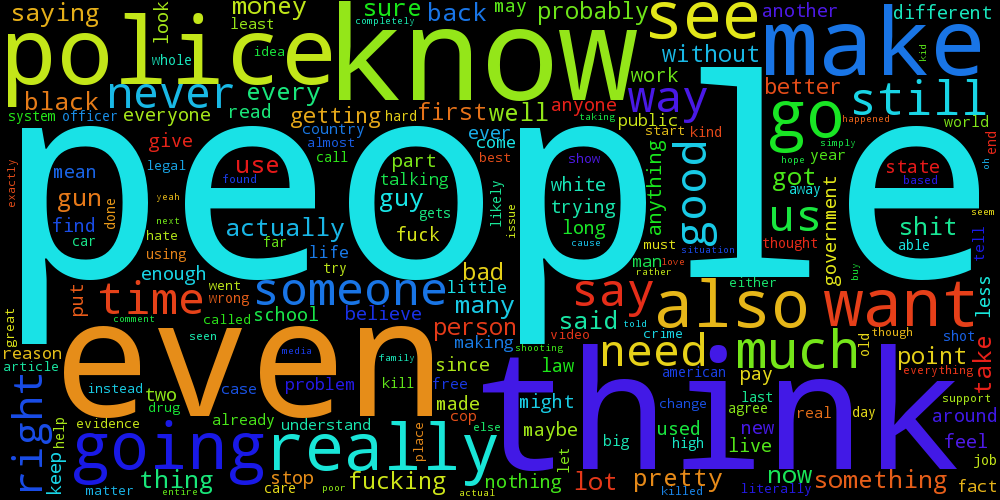 saying
look
money
least
sure
completely
back
may
probably
see
another
different
police
know
idea
whole
without
make
kid
black
never
every
read
getting
hard
first
well
work
way
better
still
system
officer
everyone
anyone
taking
public
go
happened
world
people
give
country
almost
call
ever
come
best
start
kind
simply
year
end
oh
exactly
mean
legal
use
found
part
talking
show
anything
good
must
hope
got
away
state
based
gun
yeah
guy
gets
likely
issue
white
trying
long
cause
us
thought
government
shit
able
seem
tell
find
done
next
actually
car
hate
far
fuck
situation
using
life
try
man
love
rather
buy
enough
put
went
wrong
time
someone
bad
little
many
say
either
also
want
less
great
comment
called
school
believe
person
making
said
told
crime
video
shot
seen
reason
article
even
media
family
shooting
since
law
need
much
old
though
point
everything
take
right
instead
two
drug
case
problem
kill
free
think
american
pay
support
made
might
change
last
agree
real
day
around
evidence
already
understand
cop
place
else
maybe
big
used
high
new
live
feel
help
keep
going
really
let
job
matter
thing
entire
stop
care
poor
fucking
actual
nothing
lot
killed
pretty
literally
now
something
fact